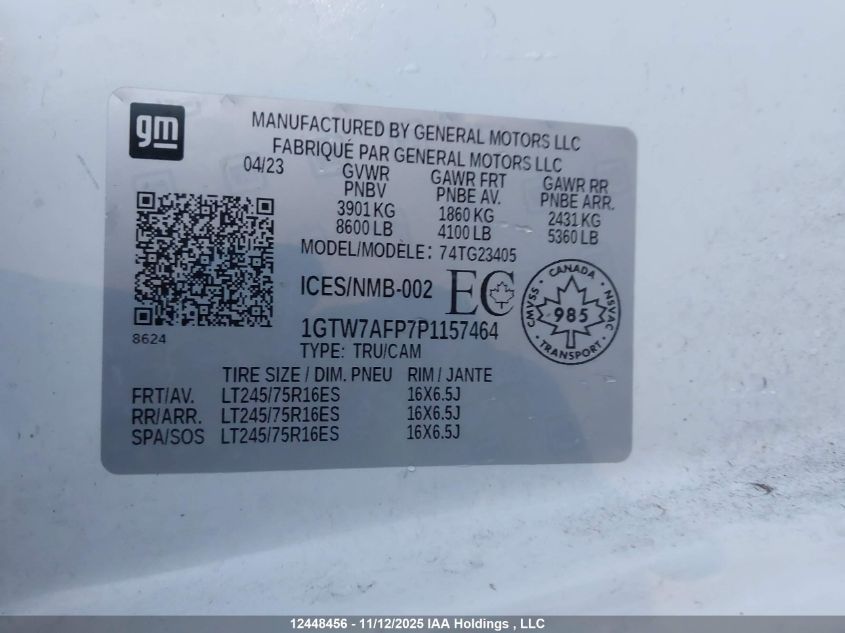 gm
MANUFACTURED BY GENERAL MOTORS LLC
FABRIQUÉ PAR GENERAL MOTORS LLC
04/23 GVWR GAWR FRT GAWR RR
PNBV PNBE AV. PNBE ARR.
3901 KG 1860 KG 2431 KG
8600 LB 4100 LB 5360 LB
MODEL/MODÈLE: 74TG23405
ICES/NMB-002 EC
CANADA
CMVSS 985 NSVAC
TRANSPORT
1GTW7AFP7P1157464
8624
TYPE: TRU/CAM
TIRE SIZE / DIM. PNEU RIM / JANTE
FRT/AV. LT245/75R16ES 16X6.5J
RR/ARR. LT245/75R16ES 16X6.5J
SPA/SOS LT245/75R16ES 16X6.5J
12448456 - 11/12/2025 IAA Holdings , LLC